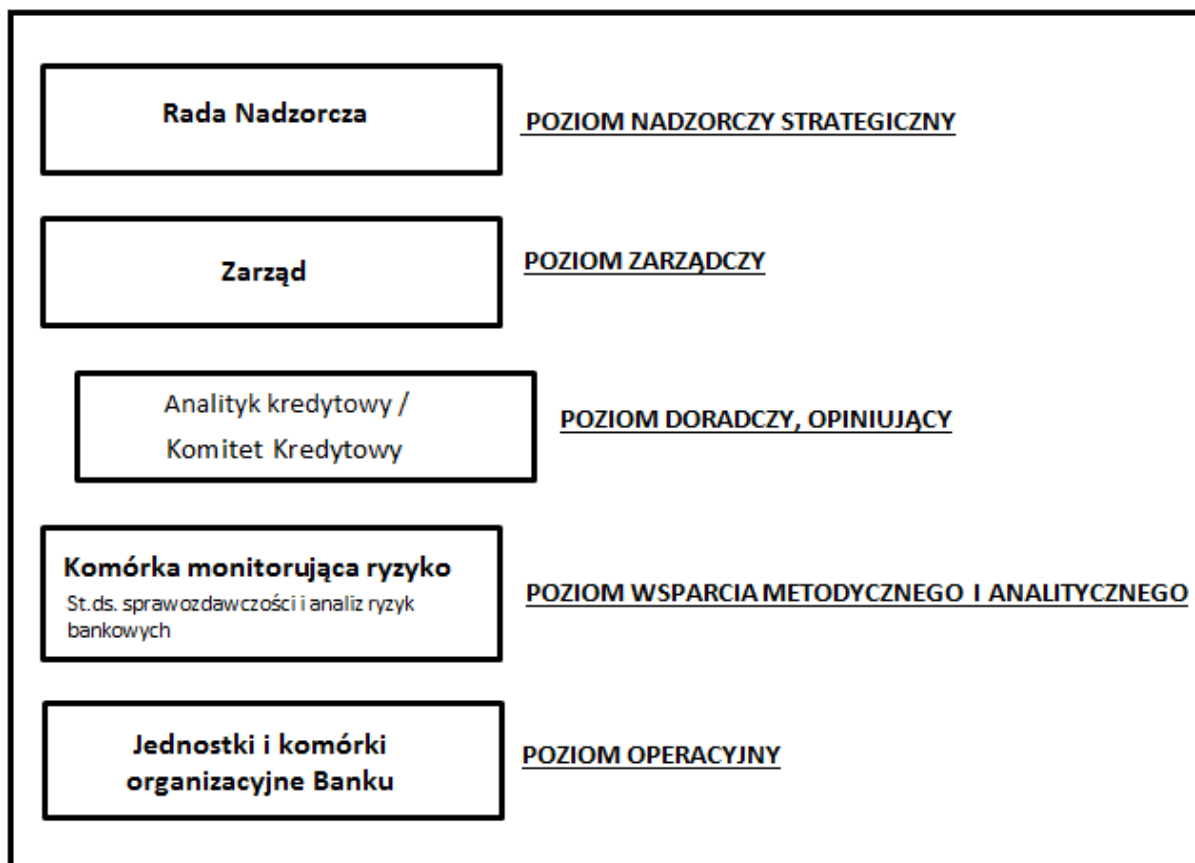 Rada Nadzorcza
POZIOM NADZORCZY STRATEGICZNY
Zarząd
POZIOM ZARZĄDCZY
Analityk kredytowy /
Komitet Kredytowy
POZIOM DORADCZY, OPINIUJĄCY
Komórka monitorująca ryzyko
St.ds. sprawozdawczości i analiz ryzyk
bankowych
POZIOM WSPARCIA METODYCZNEGO I ANALITYCZNEGO
Jednostki i komórki
organizacyjne Banku
POZIOM OPERACYJNY